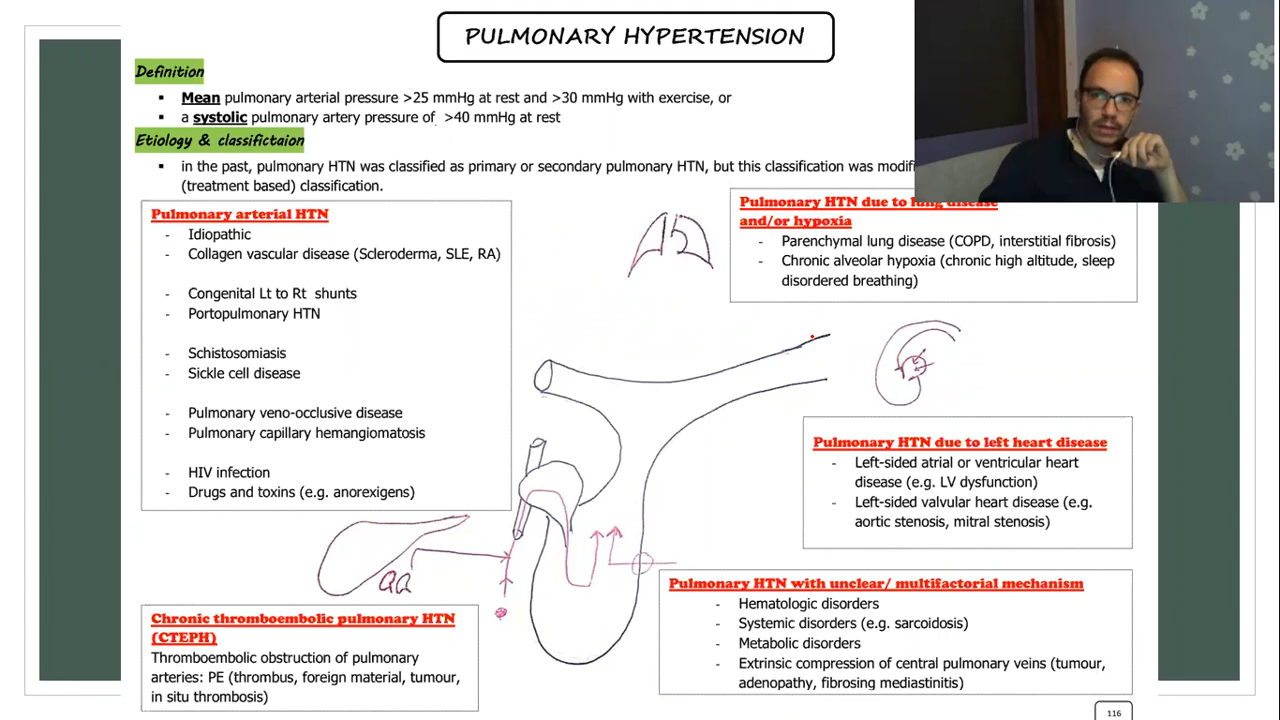 PULMONARY HYPERTENSION
Definition
▪ Mean pulmonary arterial pressure >25 mmHg at rest and >30 mmHg with exercise, or
▪ a systolic pulmonary artery pressure of >40 mmHg at rest
Etiology & classifictaion
▪ in the past, pulmonary HTN was classified as primary or secondary pulmonary HTN, but this classification was
(treatment based) classification.
Pulmonary arterial HTN
- Idiopathic
- Collagen vascular disease (Scleroderma, SLE, RA)
- Congenital Lt to Rt shunts
- Portopulmonary HTN
- Schistosomiasis
- Sickle cell disease
- Pulmonary veno-occlusive disease
- Pulmonary capillary hemangiomatosis
- HIV infection
- Drugs and toxins (e.g. anorexigens)
Pulmonary HTN due to lung disease
and/or hypoxia
- Parenchymal lung disease (COPD, interstitial fibrosis)
- Chronic alveolar hypoxia (chronic high altitude, sleep
disordered breathing)
Pulmonary HTN due to left heart disease
- Left-sided atrial or ventricular heart
disease (e.g. LV dysfunction)
- Left-sided valvular heart disease (e.g.
aortic stenosis, mitral stenosis)
Chronic thromboembolic pulmonary HTN
(CTEPH)
Thromboembolic obstruction of pulmonary
arteries: PE (thrombus, foreign material, tumour,
in situ thrombosis)
Pulmonary HTN with unclear/ multifactorial mechanism
- Hematologic disorders
- Systemic disorders (e.g. sarcoidosis)
- Metabolic disorders
- Extrinsic compression of central pulmonary veins (tumour,
adenopathy, fibrosing mediastinitis)
116